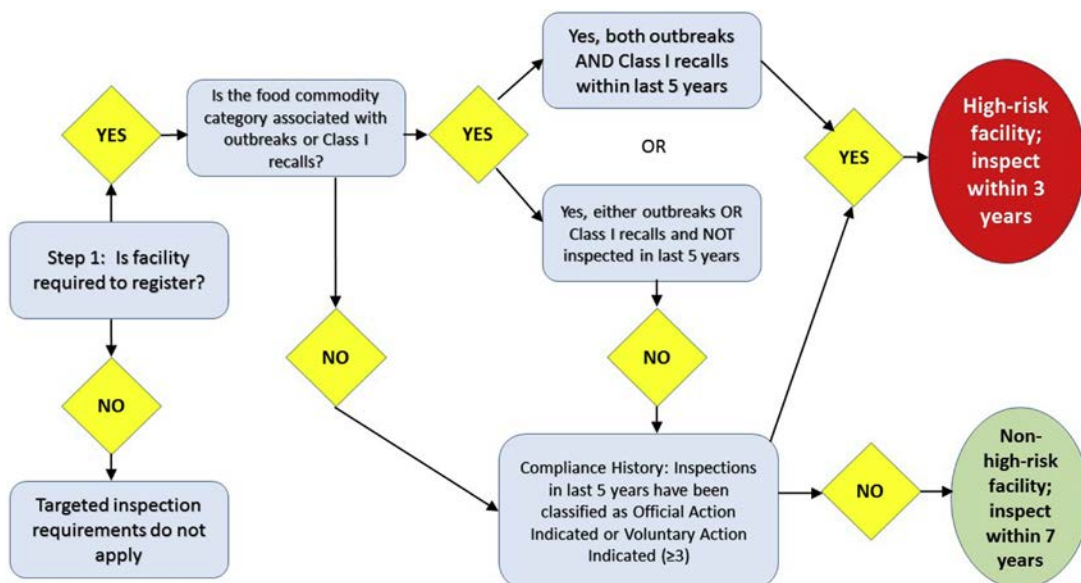 Step 1: Is facility
required to register?
YES
NO
Targeted inspection
requirements do not
apply
Is the food commodity
category associated with
outbreaks or Class I
recalls?
YES
NO
Yes, both outbreaks
AND Class I recalls
within last 5 years
OR
Yes, either outbreaks OR
Class I recalls and NOT
inspected in last 5 years
NO
Compliance History: Inspections
in last 5 years have been
classified as Official Action
Indicated or Voluntary Action
Indicated (≥3)
YES
High-risk
facility;
inspect
within 3
years
NO
Non-
high-risk
facility;
inspect
within 7
years